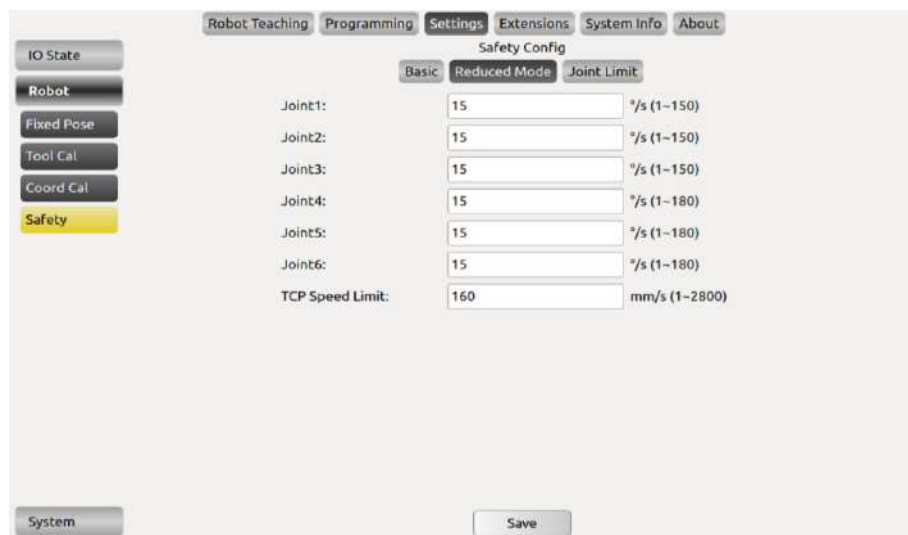 Robot Teaching Programming Settings Extensions System Info About
Safety Config
Basic Reduced Mode Joint Limit
IO State
Robot
Fixed Pose
Tool Cal
Coord Cal
Safety
Joint1: 15 °/s (1~150)
Joint2: 15 °/s (1~150)
Joint3: 15 °/s (1~150)
Joint4: 15 °/s (1~180)
Joint5: 15 °/s (1~180)
Joint6: 15 °/s (1~180)
TCP Speed Limit: 160 mm/s (1~2800)
System
Save